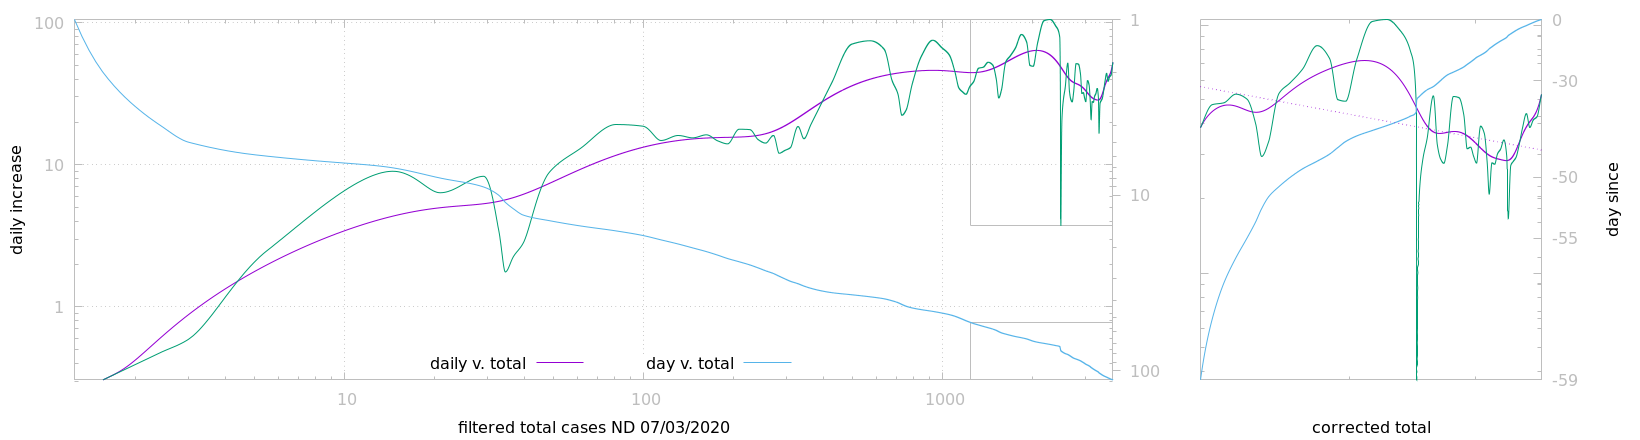 100
10
1
daily increase
10
100
1000
filtered total cases ND 07/03/2020
daily v. total
day v. total
1
10
100
0
-30
-50
-55
-59
day since
corrected total